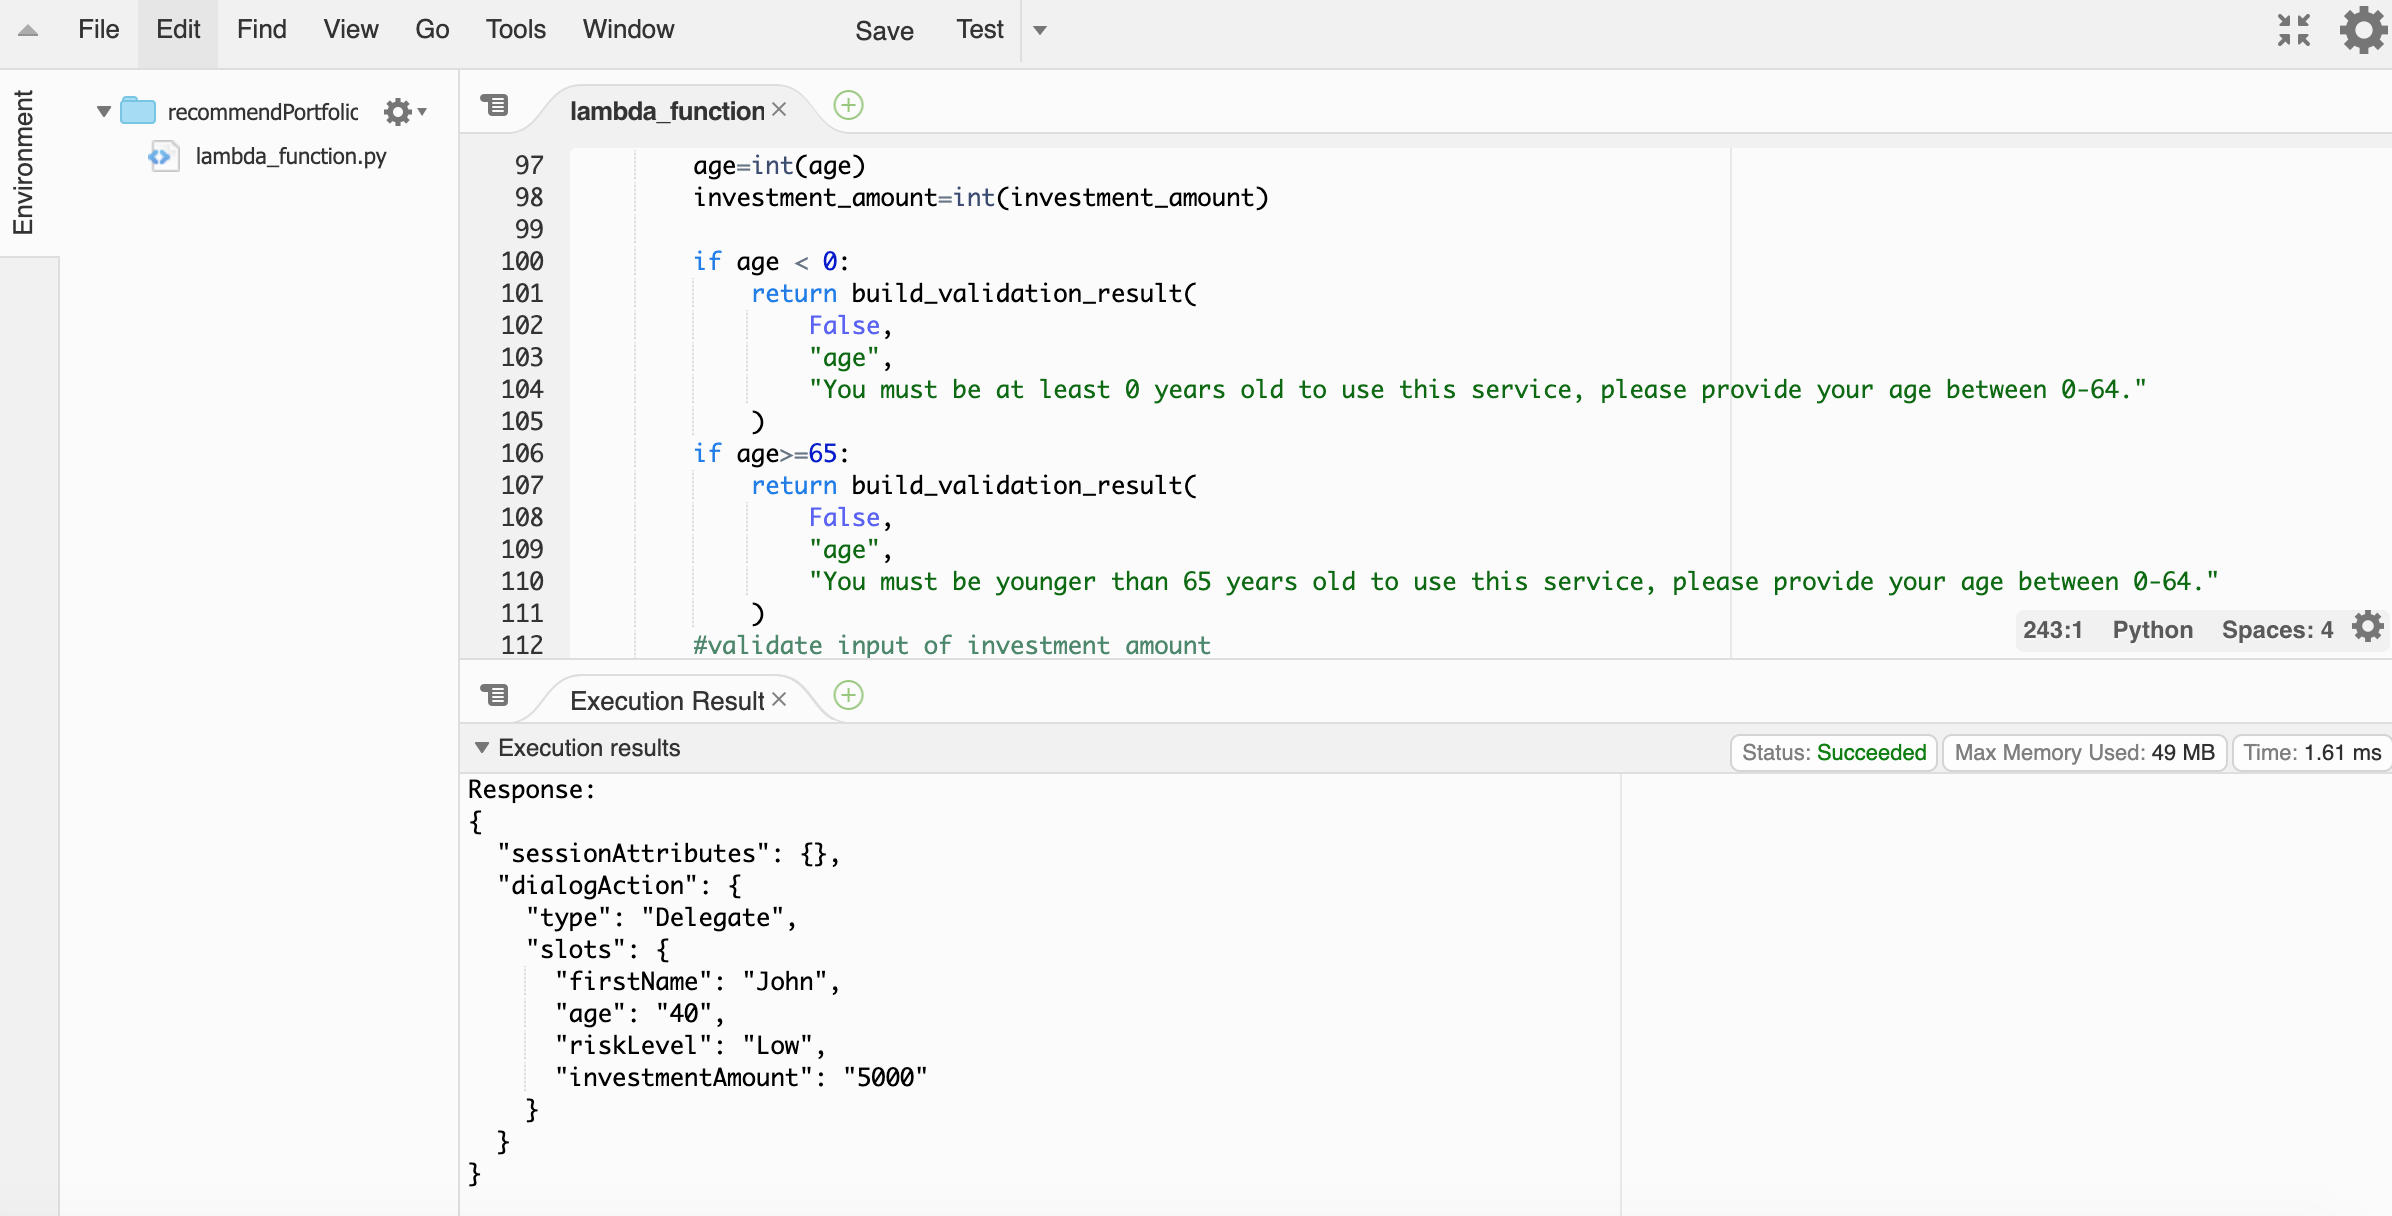 File Edit Find View Go Tools Window Save Test
Environment
recommendPortfolic
lambda_function.py
lambda_function
97 age=int(age)
98 investment_amount=int(investment_amount)
99
100 if age < 0:
101 return build_validation_result(
102 False,
103 "age",
104 "You must be at least 0 years old to use this service, please provide your age between 0-64."
105 )
106 if age>=65:
107 return build_validation_result(
108 False,
109 "age",
110 "You must be younger than 65 years old to use this service, please provide your age between 0-64."
111 )
112 #validate input of investment amount
243:1 Python Spaces: 4
Execution Result
Execution results
Status: Succeeded Max Memory Used: 49 MB Time: 1.61 ms
Response:
{
"sessionAttributes": {},
"dialogAction": {
"type": "Delegate",
"slots": {
"firstName": "John",
"age": "40",
"riskLevel": "Low",
"investmentAmount": "5000"
}
}
}